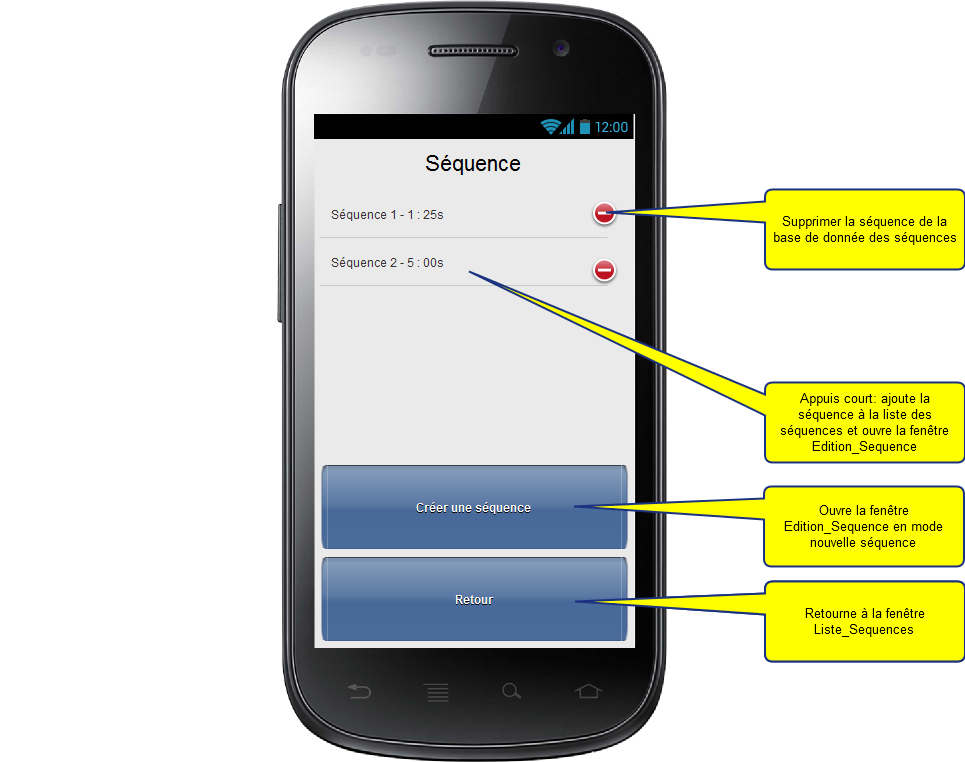 12:00
Séquence
Séquence 1 - 1 : 25s
Séquence 2 - 5 : 00s
Créer une séquence
Retour
Supprimer la séquence de la
base de donnée des séquences
Appuis court: ajoute la
séquence à la liste des
séquences et ouvre la fenêtre
Edition_Sequence
Ouvre la fenêtre
Edition_Sequence en mode
nouvelle séquence
Retourne à la fenêtre
Liste_Sequences